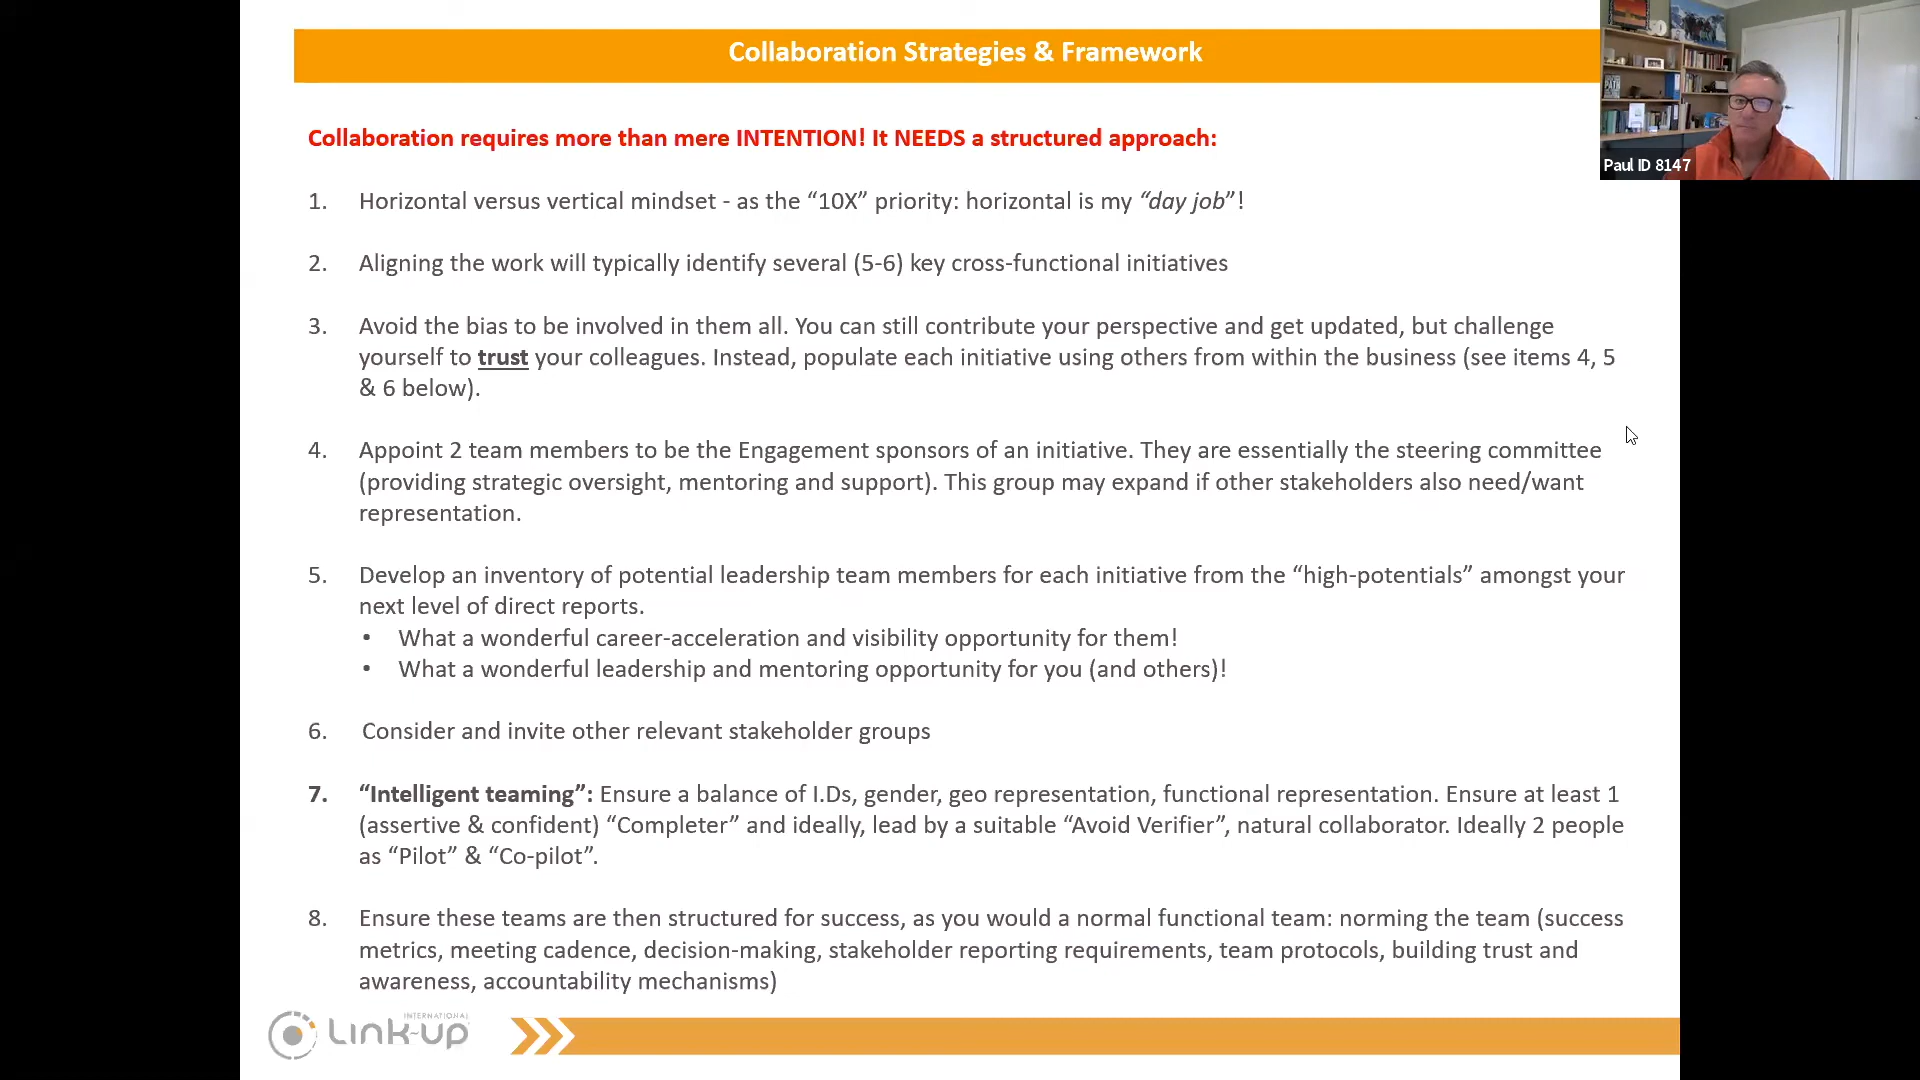 Collaboration Strategies & Framework
Paul ID 8147
Collaboration requires more than mere INTENTION! It NEEDS a structured approach:
1. Horizontal versus vertical mindset - as the “10X” priority: horizontal is my “day job”!
2. Aligning the work will typically identify several (5-6) key cross-functional initiatives
3. Avoid the bias to be involved in them all. You can still contribute your perspective and get updated, but challenge
yourself to trust your colleagues. Instead, populate each initiative using others from within the business (see items 4, 5
& 6 below).
4. Appoint 2 team members to be the Engagement sponsors of an initiative. They are essentially the steering committee
(providing strategic oversight, mentoring and support). This group may expand if other stakeholders also need/want
representation.
5. Develop an inventory of potential leadership team members for each initiative from the “high-potentials” amongst your
next level of direct reports.
• What a wonderful career-acceleration and visibility opportunity for them!
• What a wonderful leadership and mentoring opportunity for you (and others)!
6. Consider and invite other relevant stakeholder groups
7. “Intelligent teaming”: Ensure a balance of I.Ds, gender, geo representation, functional representation. Ensure at least 1
(assertive & confident) “Completer” and ideally, lead by a suitable “Avoid Verifier”, natural collaborator. Ideally 2 people
as “Pilot” & “Co-pilot”.
8. Ensure these teams are then structured for success, as you would a normal functional team: norming the team (success
metrics, meeting cadence, decision-making, stakeholder reporting requirements, team protocols, building trust and
awareness, accountability mechanisms)
INTERNATIONAL
Link-up